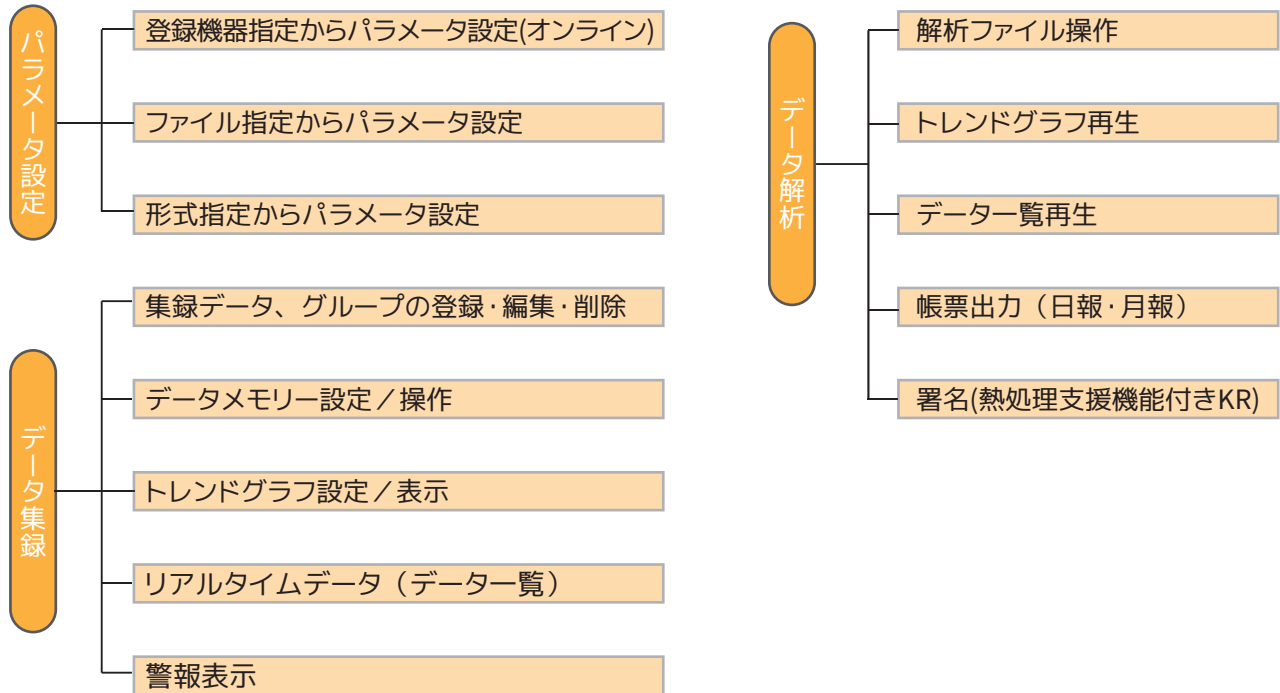 パラメータ設定
登録機器指定からパラメータ設定(オンライン)
ファイル指定からパラメータ設定
形式指定からパラメータ設定
データ集録
集録データ、グループの登録・編集・削除
データメモリー設定／操作
トレンドグラフ設定／表示
リアルタイムデータ（データ一覧）
警報表示
データ解析
解析ファイル操作
トレンドグラフ再生
データ一覧再生
帳票出力（日報・月報）
署名(熱処理支援機能付きKR)